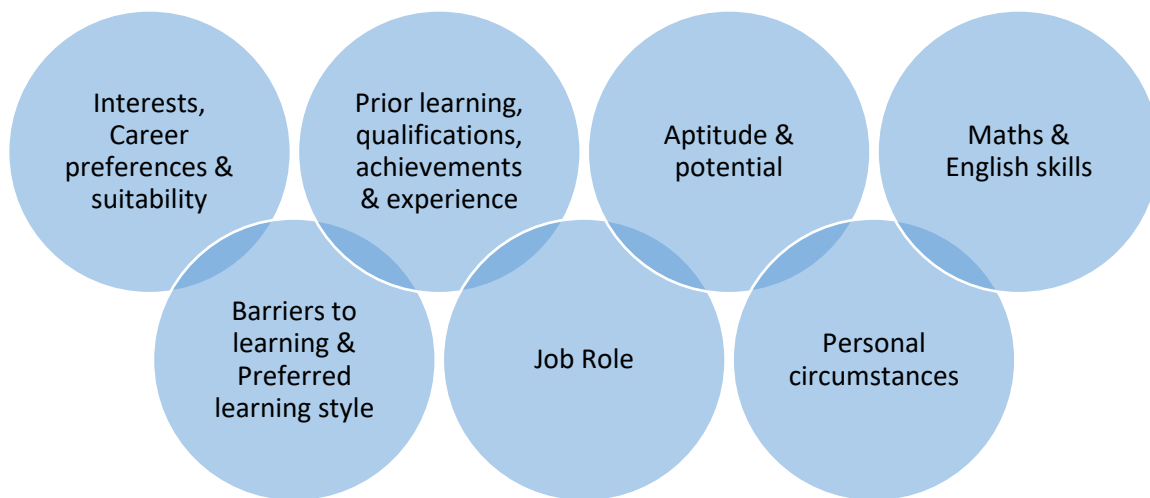 Interests,
Career
preferences &
suitability
Prior learning,
qualifications,
achievements
& experience
Aptitude &
potential
Maths &
English skills
Barriers to
learning &
Preferred
learning style
Job Role
Personal
circumstances